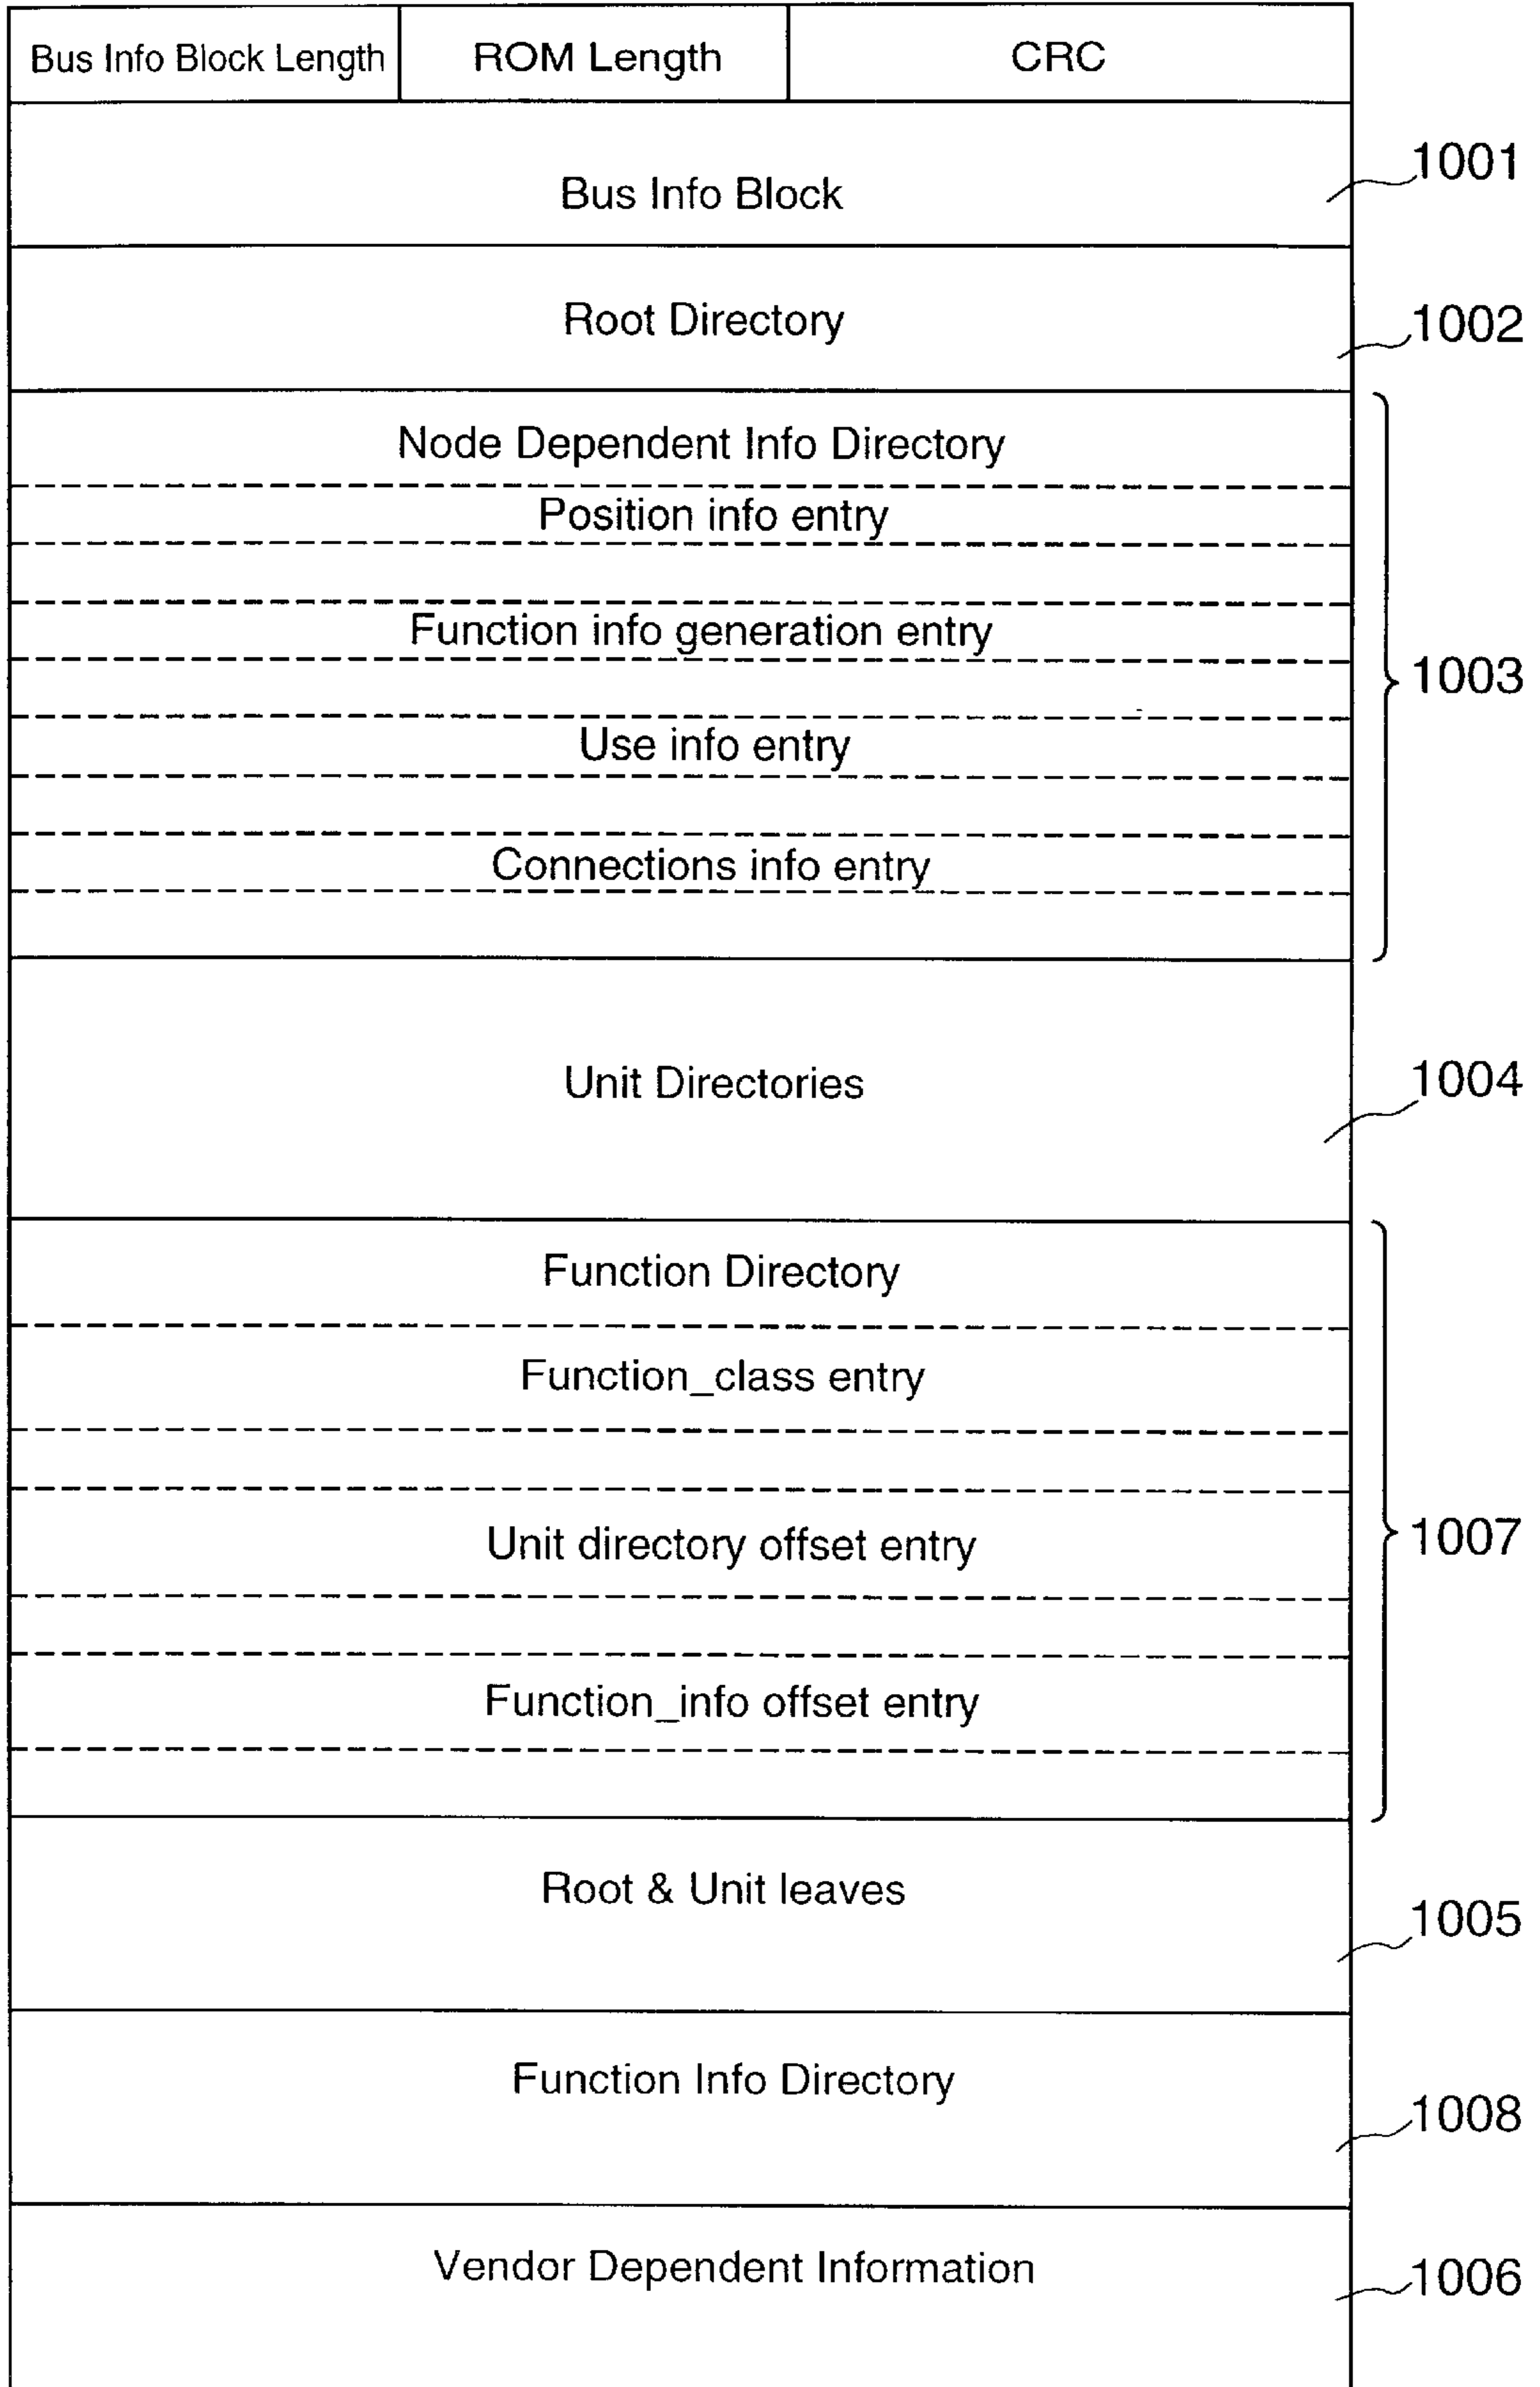 Bus Info Block Length ROM Length CRC
Bus Info Block
1001
Root Directory
1002
Node Dependent Info Directory
Position info entry
Function info generation entry
1003
Use info entry
Connections info entry
Unit Directories
1004
Function Directory
Function_class entry
Unit directory offset entry
1007
Function_info offset entry
Root & Unit leaves
1005
Function Info Directory
1008
Vendor Dependent Information
1006